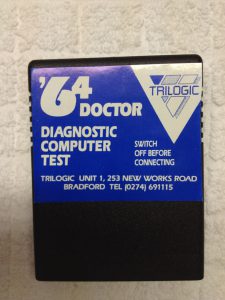 '64
DOCTOR
TRILOGIC
DIAGNOSTIC
COMPUTER
TEST
SWITCH
OFF BEFORE
CONNECTING
TRILOGIC UNIT 1, 253 NEW WORKS ROAD
BRADFORD TEL (0274) 691115